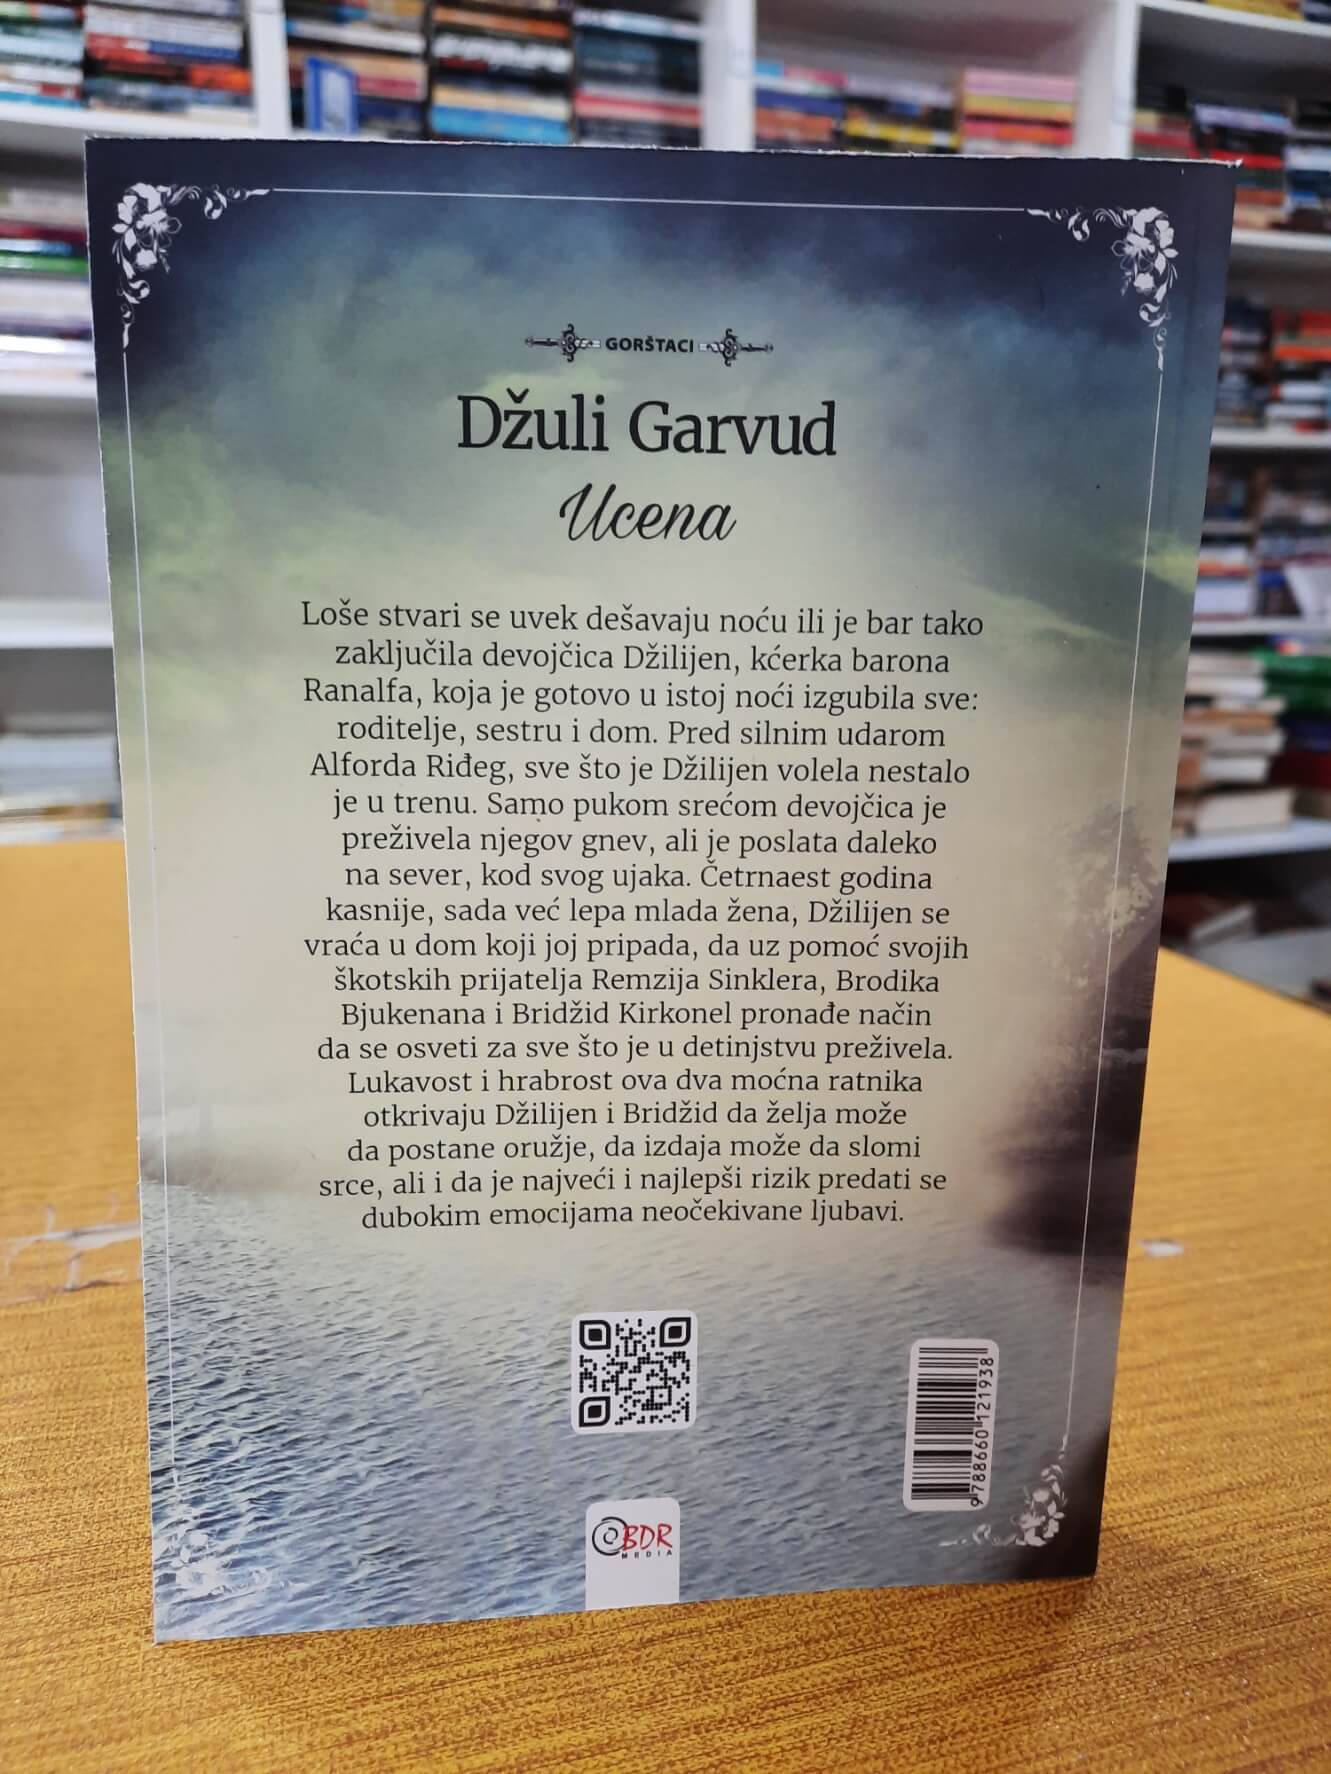 GORŠTACI
Džuli Garvud
Ucena
Loše stvari se uvek dešavaju noću ili je bar tako
zaključila devojčica Džilijen, kćerka barona
Ranalfa, koja je gotovo u istoj noći izgubila sve:
roditelje, sestru i dom. Pred silnim udarom
Alforda Riđeg, sve što je Džilijen volela nestalo
je u trenu. Samo pukom srećom devojčica je
preživela njegov gnev, ali je poslata daleko
na sever, kod svog ujaka. Četrnaest godina
kasnije, sada već lepa mlada žena, Džilijen se
vraća u dom koji joj pripada, da uz pomoć svojih
škotskih prijatelja Remzija Sinklera, Brodika
Bjukenana i Bridžid Kirkonel pronađe način
da se osveti za sve što je u detinjstvu preživela.
Lukavost i hrabrost ova dva moćna ratnika
otkrivaju Džilijen i Bridžid da želja može
da postane oružje, da izdaja može da slomi
srce, ali i da je najveći i najlepši rizik predati se
dubokim emocijama neočekivane ljubavi.
9788660121938
BDR
MEDIA